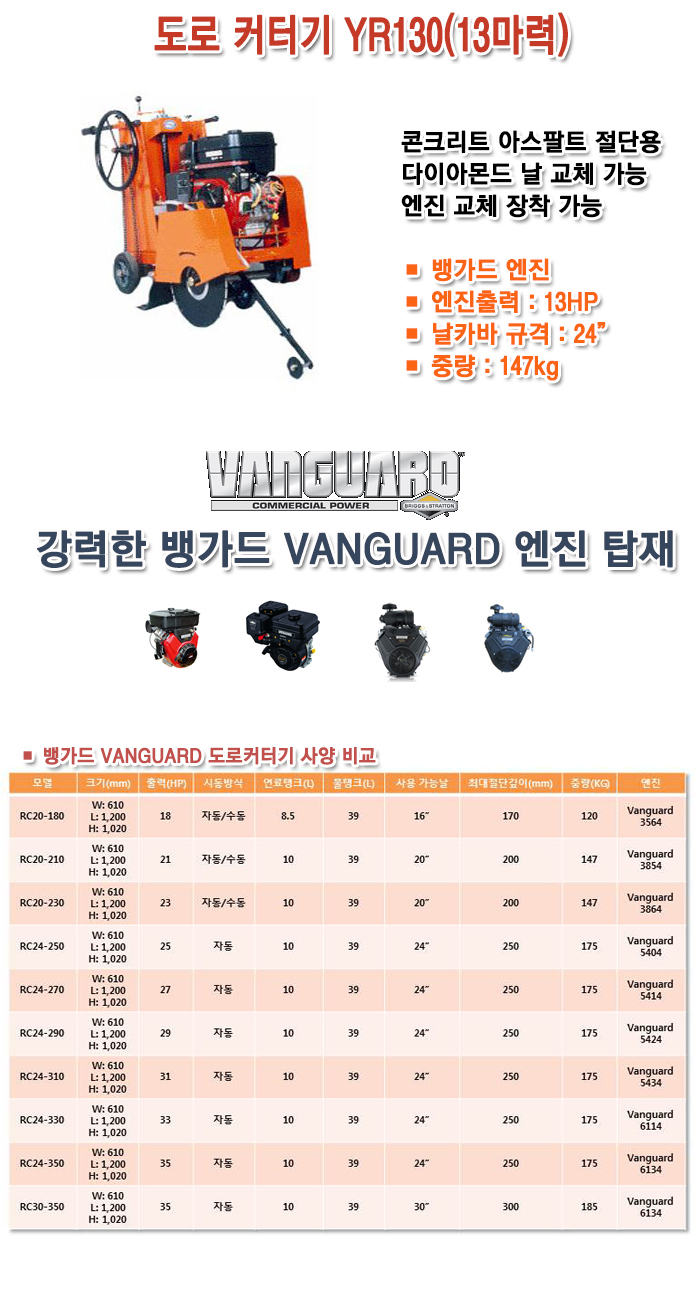 도로 커터기 YR130(13마력)
콘크리트 아스팔트 절단용
다이아몬드 날 교체 가능
엔진 교체 장착 가능
■ 뱅가드 엔진
■ 엔진출력 : 13HP
■ 날카바 규격 : 24”
■ 중량 : 147kg
VANGUARD
COMMERCIAL POWER
BRIGGS & STRATTON
강력한 뱅가드 VANGUARD 엔진 탑재
■ 뱅가드 VANGUARD 도로커터기 사양 비교
모델 크기(mm) 출력(HP) 시동방식 연료탱크(L) 물탱크(L) 사용 가능날 최대절단깊이(mm) 중량(KG) 엔진
RC20-180 W: 610 L: 1,200 H: 1,020 18 자동/수동 8.5 39 16” 170 120 Vanguard 3564
RC20-210 W: 610 L: 1,200 H: 1,020 21 자동/수동 10 39 20” 200 147 Vanguard 3854
RC20-230 W: 610 L: 1,200 H: 1,020 23 자동/수동 10 39 20” 200 147 Vanguard 3864
RC24-250 W: 610 L: 1,200 H: 1,020 25 자동 10 39 24” 250 175 Vanguard 5404
RC24-270 W: 610 L: 1,200 H: 1,020 27 자동 10 39 24” 250 175 Vanguard 5414
RC24-290 W: 610 L: 1,200 H: 1,020 29 자동 10 39 24” 250 175 Vanguard 5424
RC24-310 W: 610 L: 1,200 H: 1,020 31 자동 10 39 24” 250 175 Vanguard 5434
RC24-330 W: 610 L: 1,200 H: 1,020 33 자동 10 39 24” 250 175 Vanguard 6114
RC24-350 W: 610 L: 1,200 H: 1,020 35 자동 10 39 24” 250 175 Vanguard 6134
RC30-350 W: 610 L: 1,200 H: 1,020 35 자동 10 39 30” 300 185 Vanguard 6134